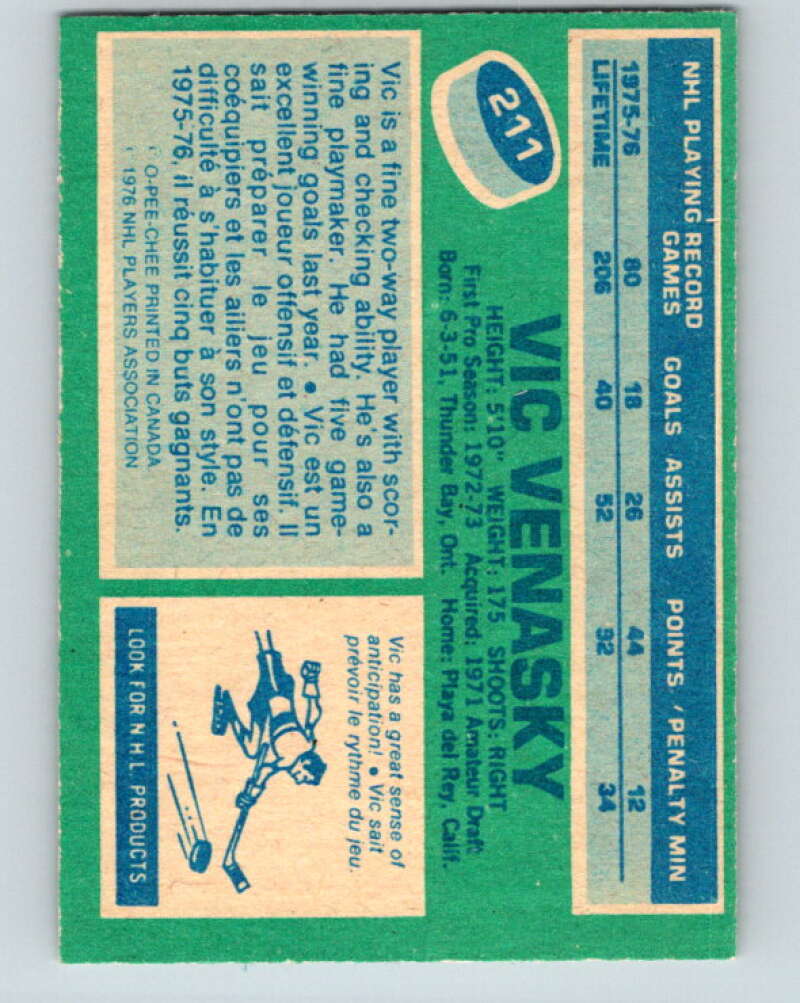 NHL PLAYING RECORD
GAMES GOALS ASSISTS POINTS / PENALTY MIN
1975-76 80 18 26 44 12
LIFETIME 206 40 52 92 34
211
VIC VENASKY
HEIGHT: 5'10" WEIGHT: 175 SHOOTS: RIGHT
First Pro Season: 1972-73 Acquired: 1971 Amateur Draft
Born: 6-3-51, Thunder Bay, Ont. Home: Playa del Rey, Calif.
Vic is a fine two-way player with scor-
ing and checking ability. He's also a
fine playmaker. He had five game-
winning goals last year. • Vic est un
excellent joueur offensif et défensif. Il
sait préparer le jeu pour ses
coéquipiers et les ailiers n'ont pas de
difficulté à s'habituer à son style. En
1975-76, il réussit cinq buts gagnants.
© O-PEE-CHEE PRINTED IN CANADA
© 1976 NHL PLAYERS ASSOCIATION
Vic has a great sense of
anticipation! • Vic sait
prévoir le rythme du jeu.
LOOK FOR N.H.L. PRODUCTS